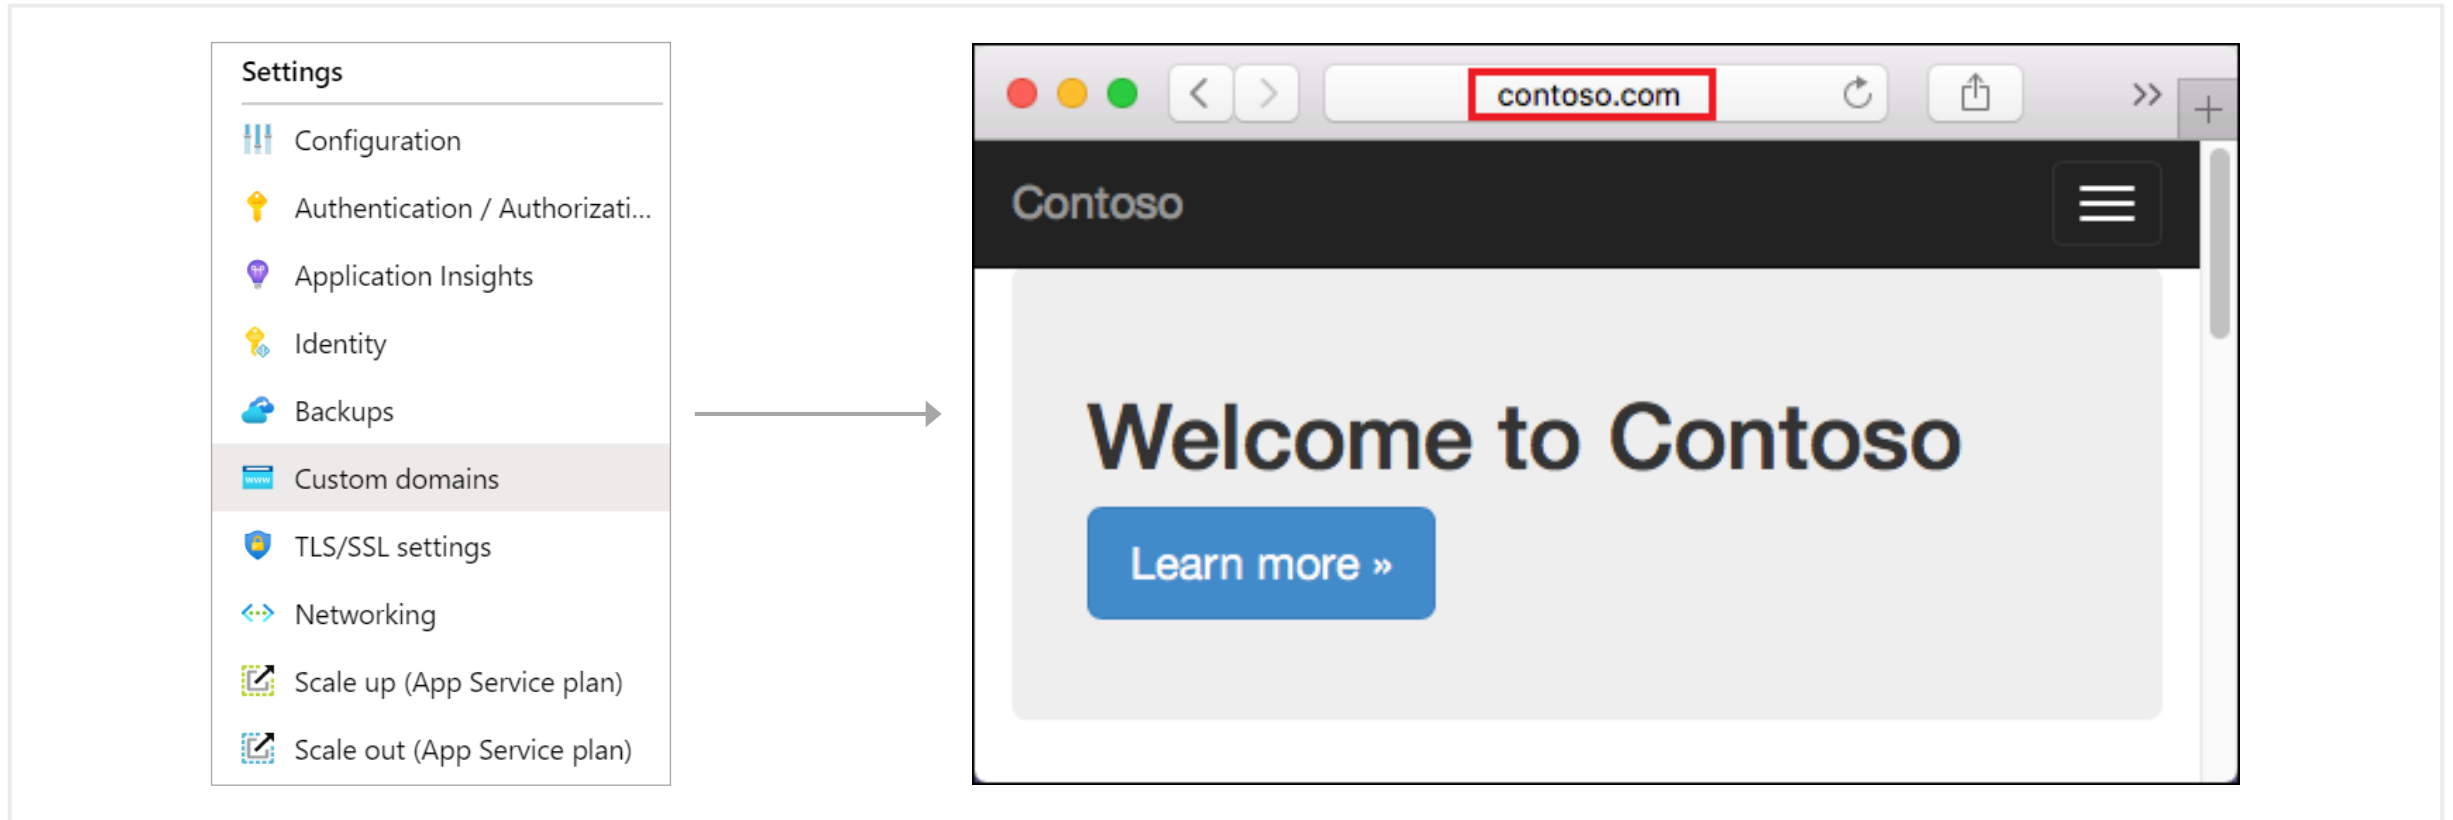 Settings
Configuration
Authentication / Authorizati...
Application Insights
Identity
Backups
www
Custom domains
TLS/SSL settings
Networking
Scale up (App Service plan)
Scale out (App Service plan)
contoso.com
Contoso
Welcome to Contoso
Learn more »